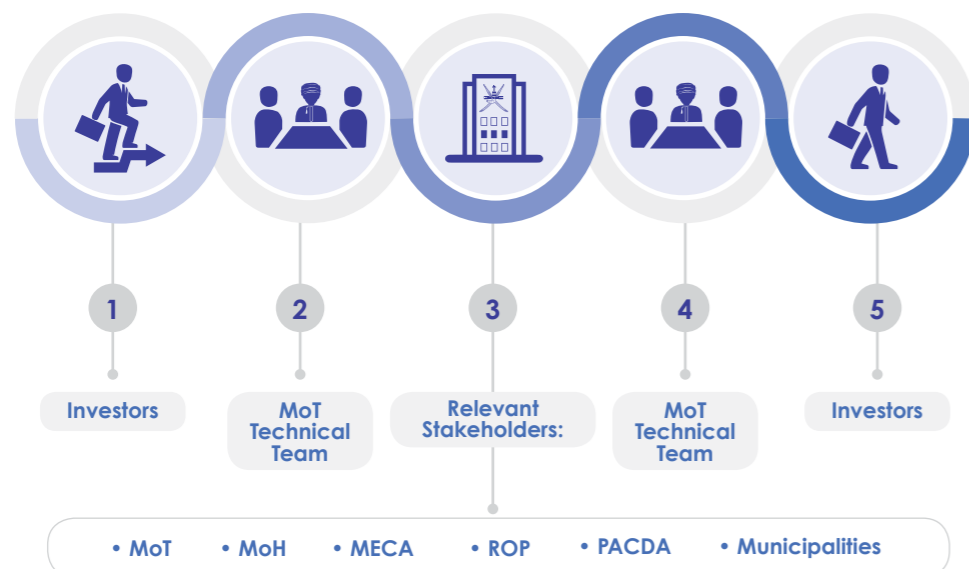 1
2
3
4
5
Investors
MoT
Technical
Team
Relevant
Stakeholders:
MoT
Technical
Team
Investors
• MoT • MoH • MECA • ROP • PACDA • Municipalities